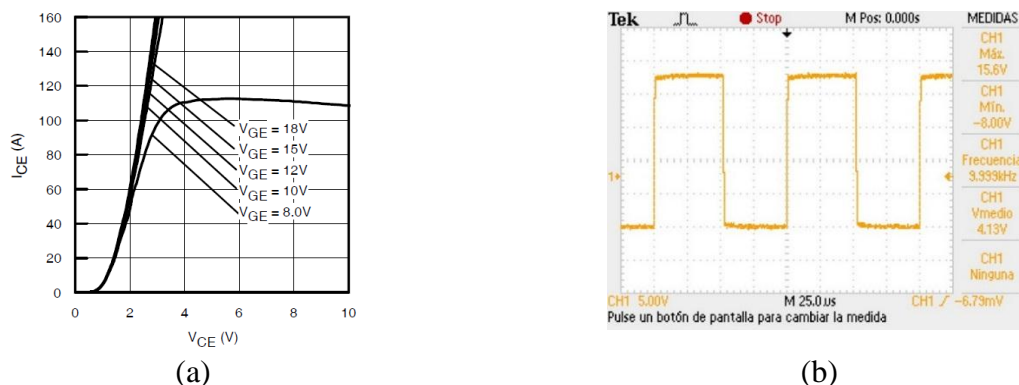 160
140
120
100
80
60
40
20
0
I_CE (A)
V_GE = 18V
V_GE = 15V
V_GE = 12V
V_GE = 10V
V_GE = 8.0V
0 2 4 6 8 10
V_CE (V)
(a)
Tek Stop M Pos: 0.000s MEDIDAS
CH1
Máx.
15.6V
CH1
Mín.
-8.00V
CH1
Frecuencia
9.999kHz
CH1
Vmedio
4.13V
CH1
Ninguna
1
CH1 5.00V M 25.0us CH1 -6.79mV
Pulse un botón de pantalla para cambiar la medida
(b)